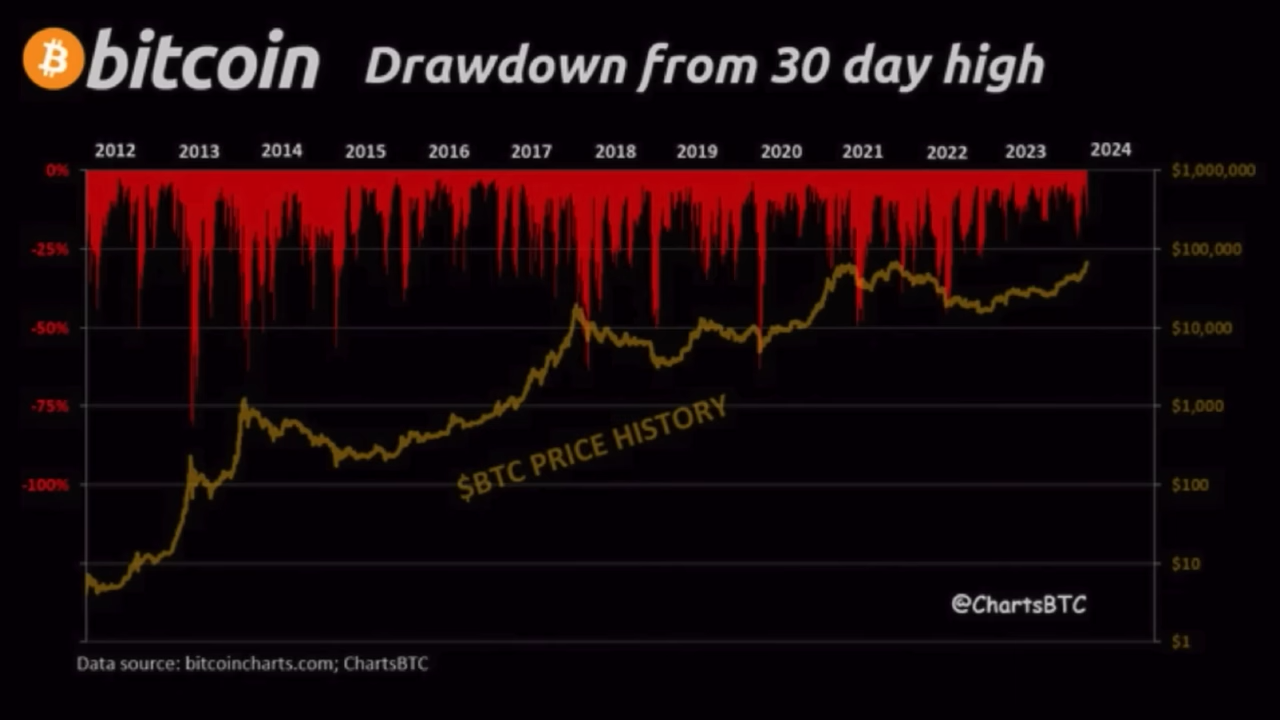 bitcoin Drawdown from 30 day high
2012 2013 2014 2015 2016 2017 2018 2019 2020 2021 2022 2023 2024
0% $1,000,000
-25% $100,000
-50% $10,000
-75% $1,000
$BTC PRICE HISTORY
-100% $100
$10
@ChartsBTC
$1
Data source: bitcoincharts.com; ChartsBTC